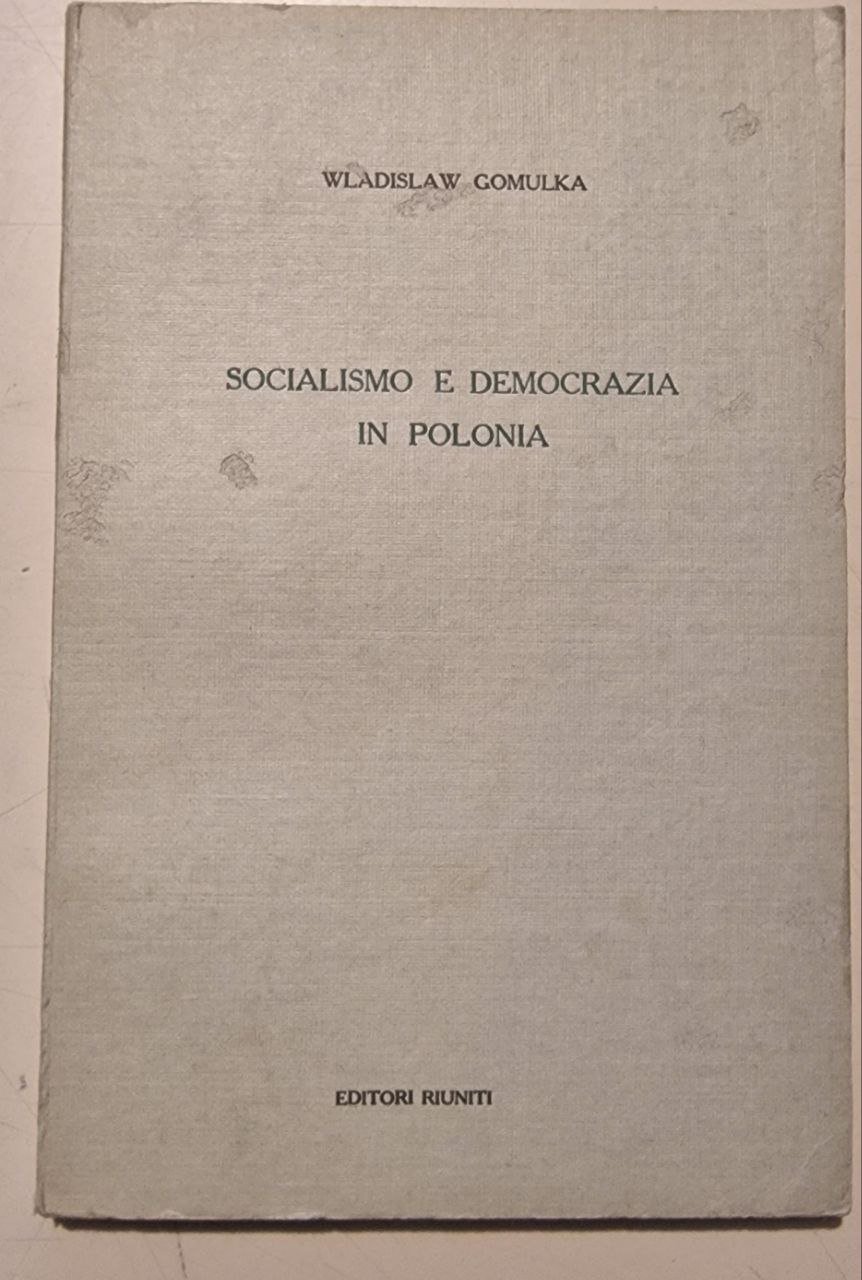 WLADISLAW GOMULKA
SOCIALISMO E DEMOCRAZIA
IN POLONIA
EDITORI RIUNITI